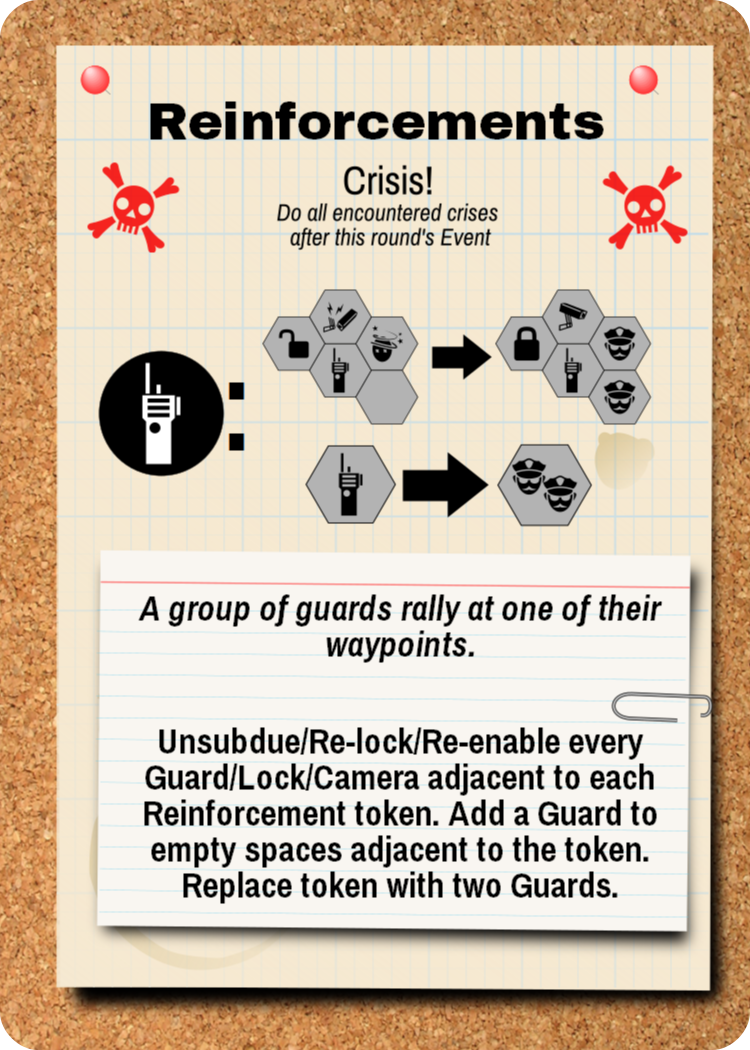 Reinforcements
Crisis!
Do all encountered crises
after this round's Event
:
A group of guards rally at one of their
waypoints.
Unsubdue/Re-lock/Re-enable every
Guard/Lock/Camera adjacent to each
Reinforcement token. Add a Guard to
empty spaces adjacent to the token.
Replace token with two Guards.